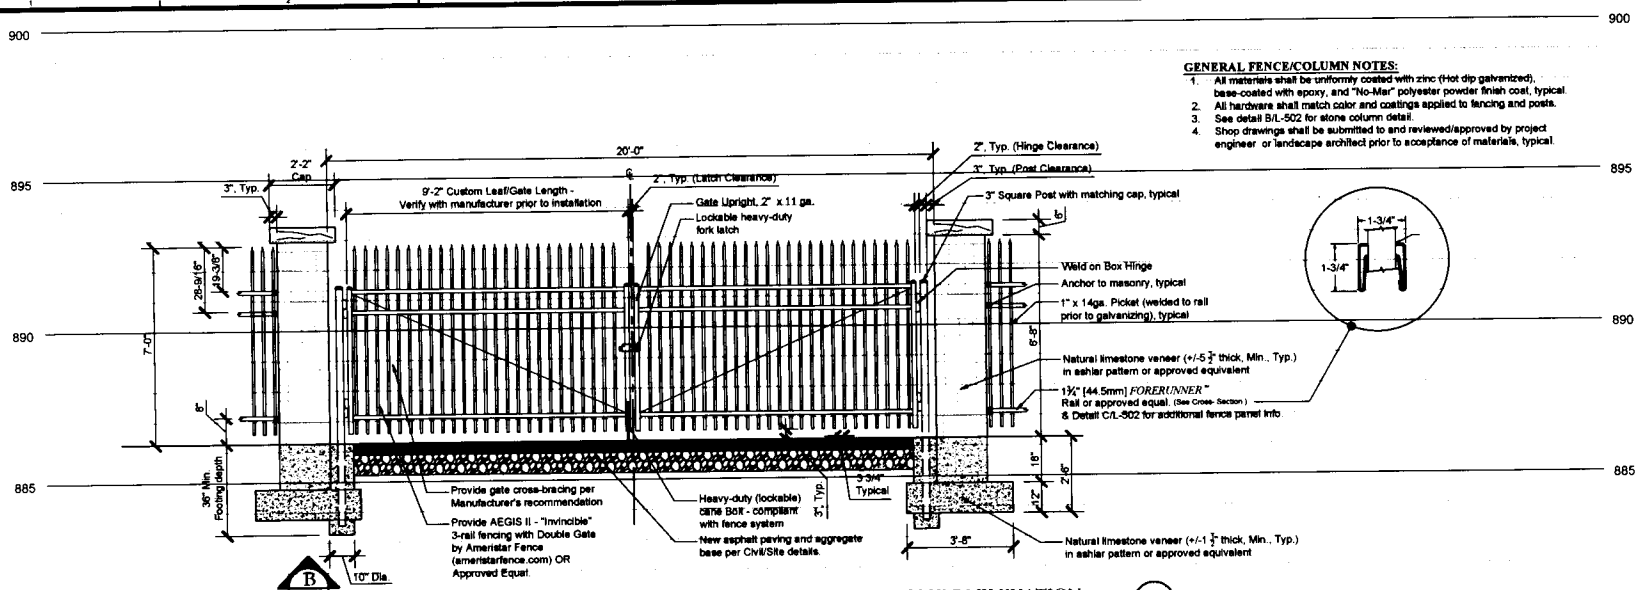 900
900
GENERAL FENCE/COLUMN NOTES:
1. All materials shall be uniformly coated with zinc (Hot dip galvanized),
base-coated with epoxy, and "No-Mar" polyester powder finish coat, typical.
2. All hardware shall match color and coatings applied to fencing and posts.
3. See detail B/L-502 for stone column detail.
4. Shop drawings shall be submitted to and reviewed/approved by project
engineer or landscape architect prior to acceptance of materials, typical.
20'-0"
2", Typ. (Hinge Clearance)
2'-2"
Cap
3", Typ. (Post Clearance)
895
895
3", Typ.
9'-2" Custom Leaf/Gate Length -
Verify with manufacturer prior to installation
2", Typ. (Latch Clearance)
3" Square Post with matching cap, typical
Gate Upright, 2" x 11 ga.
Lockable heavy-duty
fork latch
6"
1-3/4"
1-3/4"
28-9/16"
19-3/8"
Weld on Box Hinge
Anchor to masonry, typical
1" x 14ga. Picket (welded to rail
prior to galvanizing), typical
890
890
7'-0"
6'-8"
Natural limestone veneer (+/-5 1/2" thick, Min., Typ.)
in ashlar pattern or approved equivalent
1¾" [44.5mm] FORERUNNER™
Rail or approved equal. (See Cross- Section )
& Detail C/L-502 for additional fence panel info.
8"
36" Min.
Footing depth
18"
12"
2'-6"
885
885
3 3/4"
Typical
3", Typ.
Provide gate cross-bracing per
Manufacturer's recommendation
Provide AEGIS II - "Invincible"
3-rail fencing with Double Gate
by Ameristar Fence
(ameristarfence.com) OR
Approved Equal.
Heavy-duty (lockable)
cane Bolt - compliant
with fence system
New asphalt paving and aggregate
base per Civil/Site details.
3'-8"
Natural limestone veneer (+/-1 1/2" thick, Min., Typ.)
in ashlar pattern or approved equivalent
10" Dia.
B